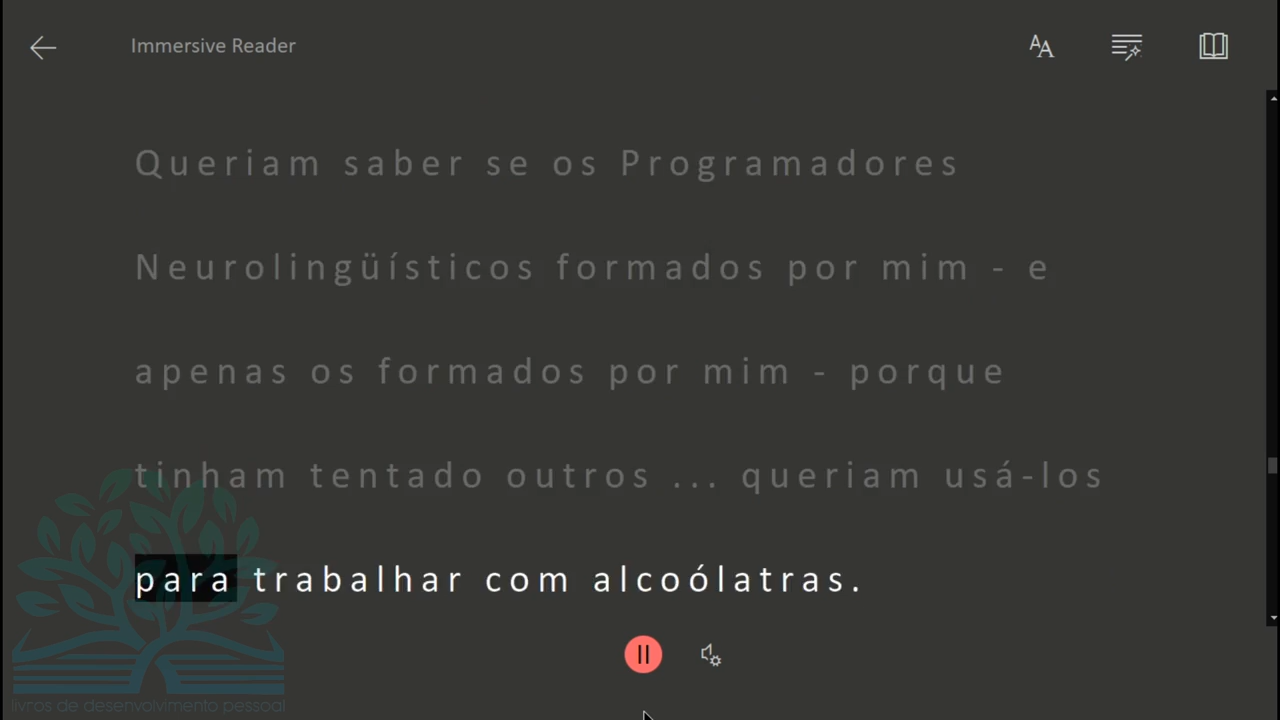 Immersive Reader
Queriam saber se os Programadores
Neurolingüísticos formados por mim - e
apenas os formados por mim - porque
tinham tentado outros ... queriam usá-los
para trabalhar com alcoólatras.
livros de desenvolvimento pessoal